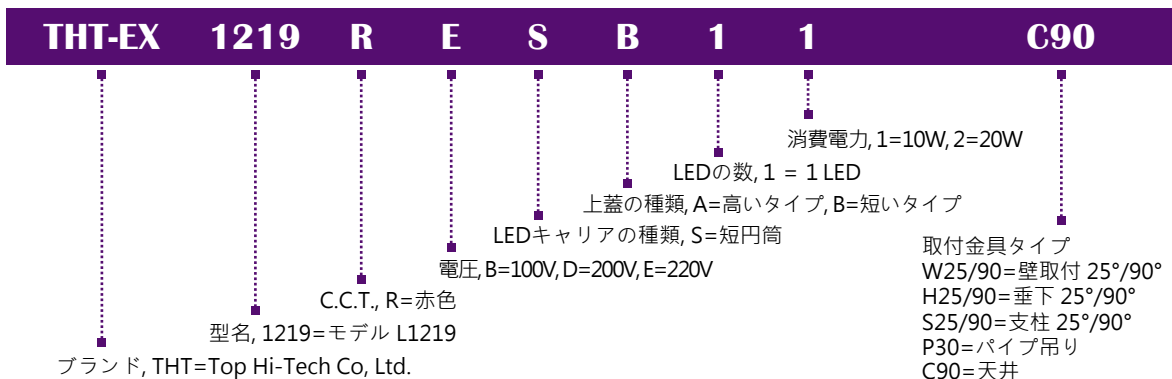 THT-EX 1219 R E S B 1 1 C90
消費電力, 1=10W, 2=20W
LEDの数, 1 = 1 LED
上蓋の種類, A=高いタイプ, B=短いタイプ
LEDキャリアの種類, S=短円筒
電圧, B=100V, D=200V, E=220V
C.C.T., R=赤色
型名, 1219=モデル L1219
ブランド, THT=Top Hi-Tech Co, Ltd.
取付金具タイプ
W25/90=壁取付 25°/90°
H25/90=垂下 25°/90°
S25/90=支柱 25°/90°
P30=パイプ吊り
C90=天井